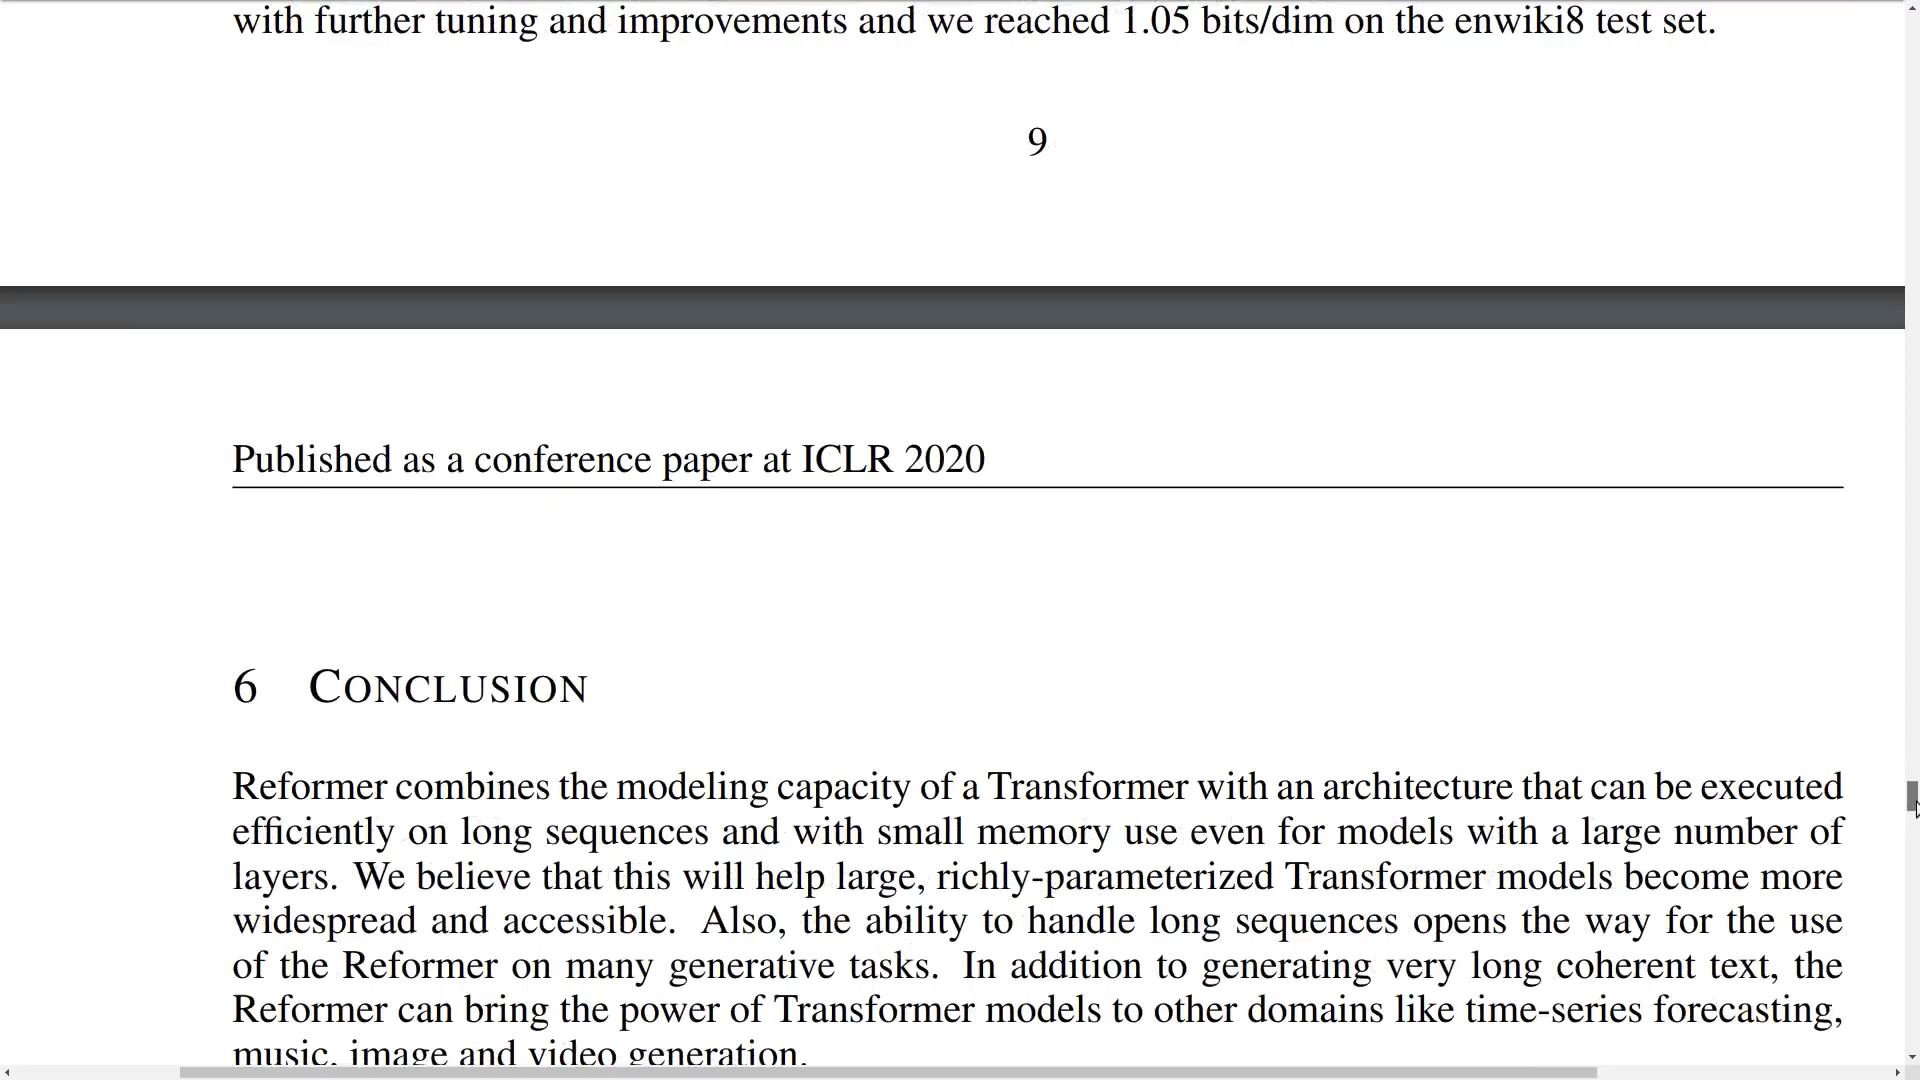 with further tuning and improvements and we reached 1.05 bits/dim on the enwiki8 test set.
9
Published as a conference paper at ICLR 2020
6 CONCLUSION
Reformer combines the modeling capacity of a Transformer with an architecture that can be executed
efficiently on long sequences and with small memory use even for models with a large number of
layers. We believe that this will help large, richly-parameterized Transformer models become more
widespread and accessible. Also, the ability to handle long sequences opens the way for the use
of the Reformer on many generative tasks. In addition to generating very long coherent text, the
Reformer can bring the power of Transformer models to other domains like time-series forecasting,
music, image and video generation.